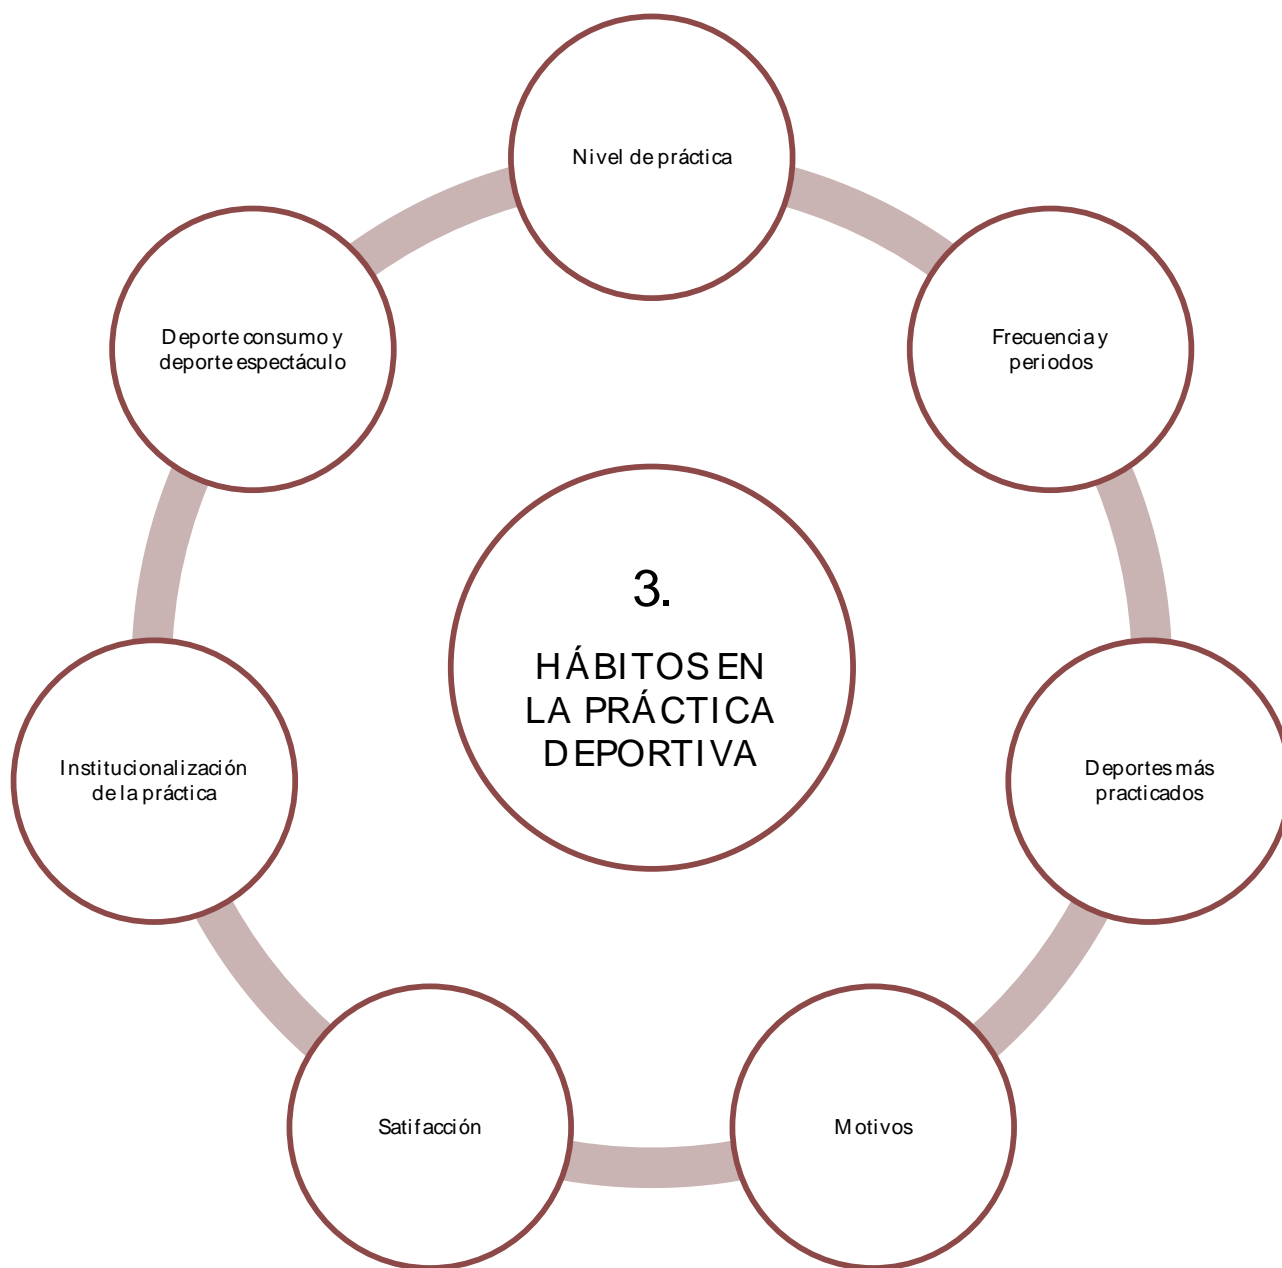 Nivel de práctica
Frecuencia y
periodos
Deportes más
practicados
Motivos
Satifacción
Institucionalización
de la práctica
Deporte consumo y
deporte espectáculo
3.
HÁBITOS EN
LA PRÁCTICA
DEPORTIVA